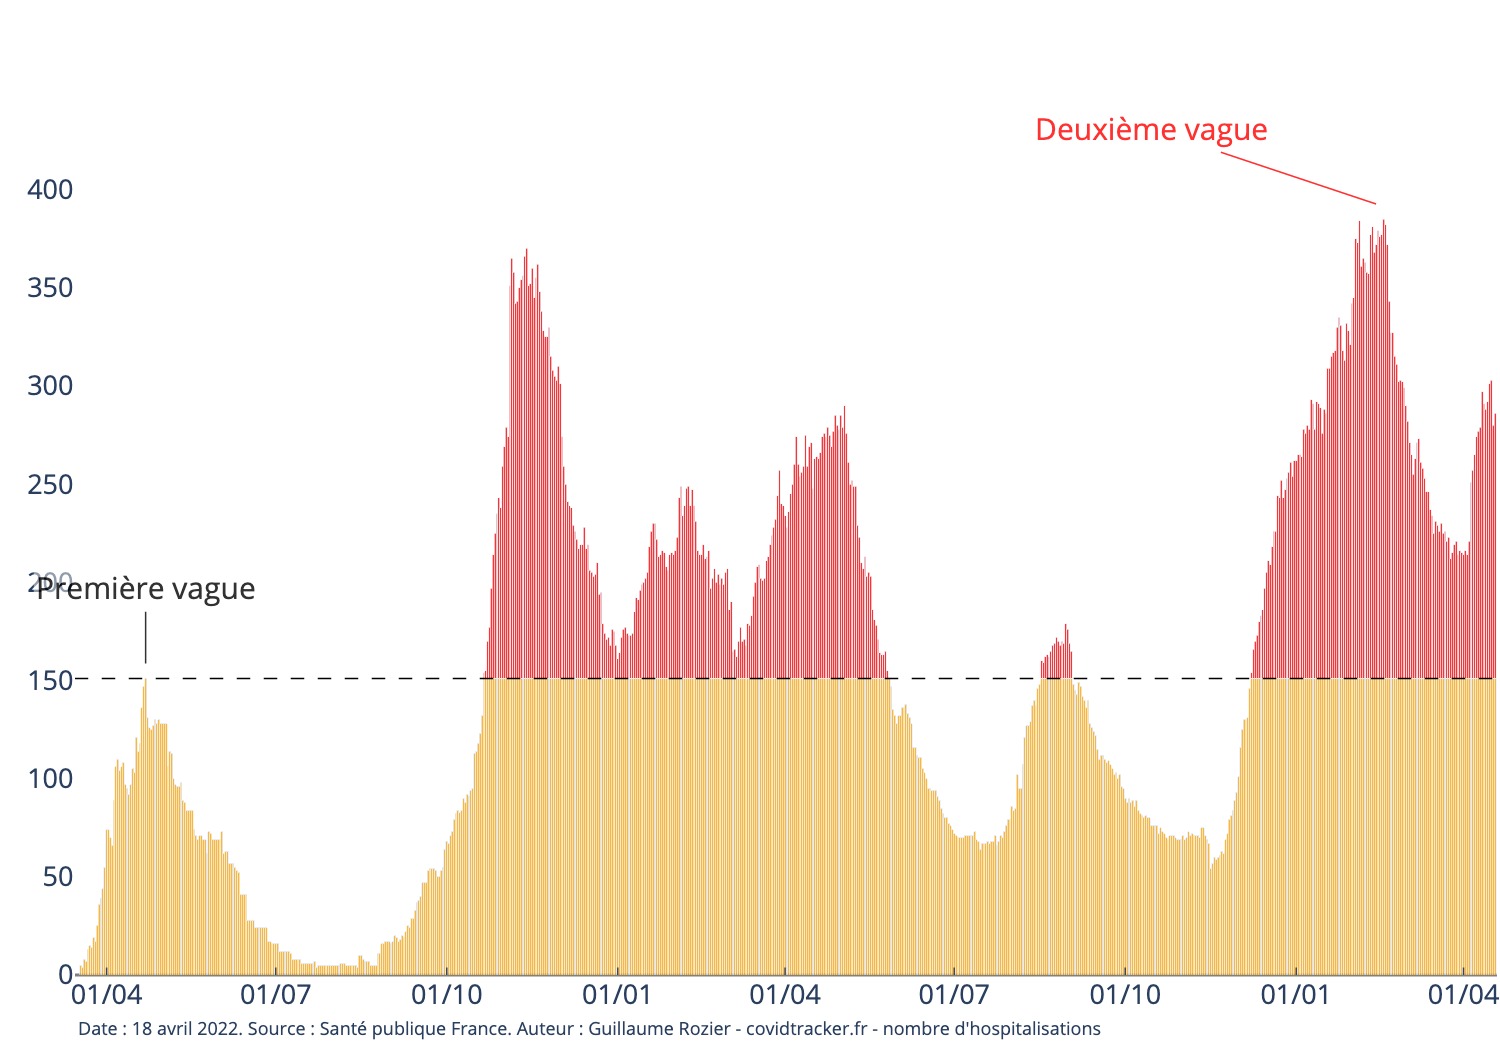 Deuxième vague
400
350
300
250
200
Première vague
150
100
50
0
01/04 01/07 01/10 01/01 01/04 01/07 01/10 01/01 01/04
Date : 18 avril 2022. Source : Santé publique France. Auteur : Guillaume Rozier - covidtracker.fr - nombre d'hospitalisations